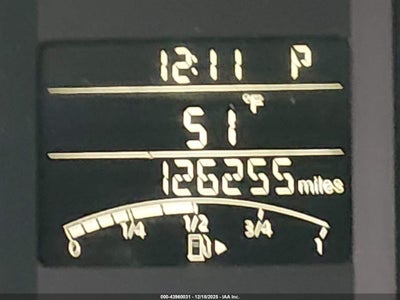 12:11 P
°F
51
126255 miles
0 1/4 1/2 3/4 1
000-43960031 - 12/18/2025 - IAA Inc.